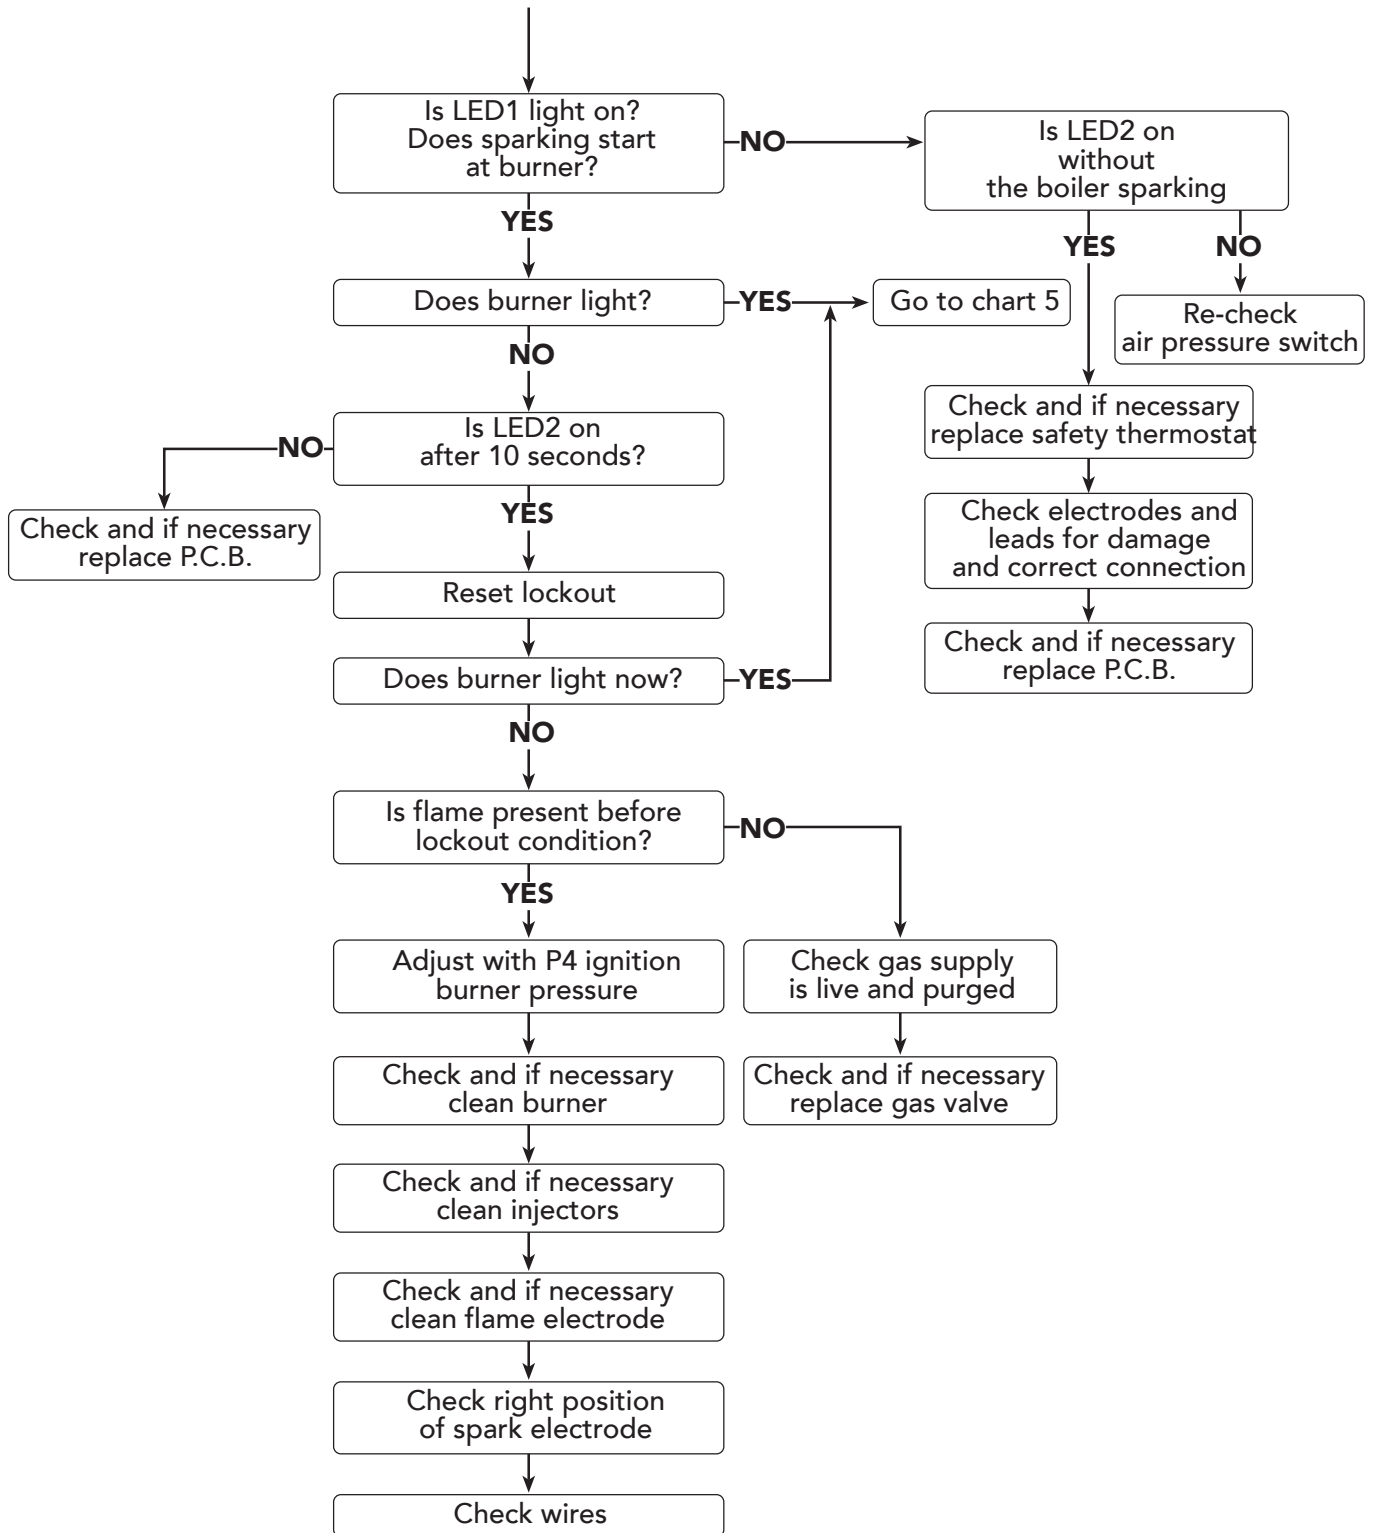 Is LED1 light on?
Does sparking start
at burner?
NO
Is LED2 on
without
the boiler sparking
YES
YES
NO
Does burner light?
YES
Go to chart 5
Re-check
air pressure switch
NO
Is LED2 on
after 10 seconds?
NO
Check and if necessary
replace P.C.B.
Check and if necessary
replace safety thermostat
YES
Check electrodes and
leads for damage
and correct connection
Reset lockout
Check and if necessary
replace P.C.B.
Does burner light now?
YES
NO
Is flame present before
lockout condition?
NO
YES
Adjust with P4 ignition
burner pressure
Check gas supply
is live and purged
Check and if necessary
clean burner
Check and if necessary
replace gas valve
Check and if necessary
clean injectors
Check and if necessary
clean flame electrode
Check right position
of spark electrode
Check wires